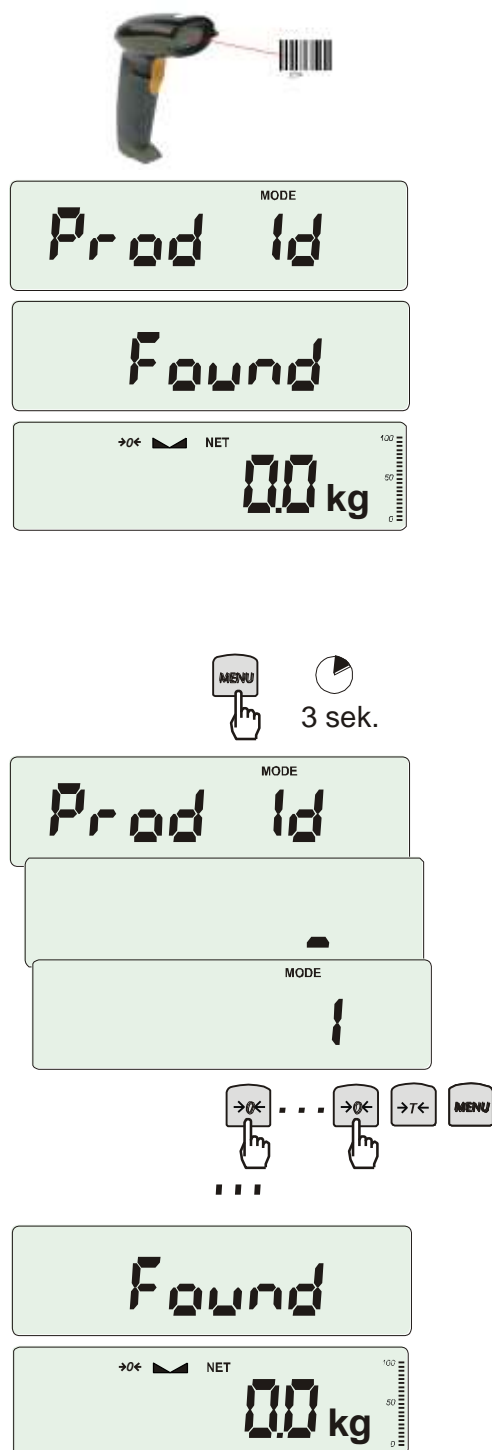 MODE
Prod Id
Found
→0← NET 100
50
0.0 kg
0
MENU
3 sek.
MODE
Prod Id
-
MODE
1
→0← ... →0← →T← MENU
...
Found
→0← NET 100
50
0.0 kg
0